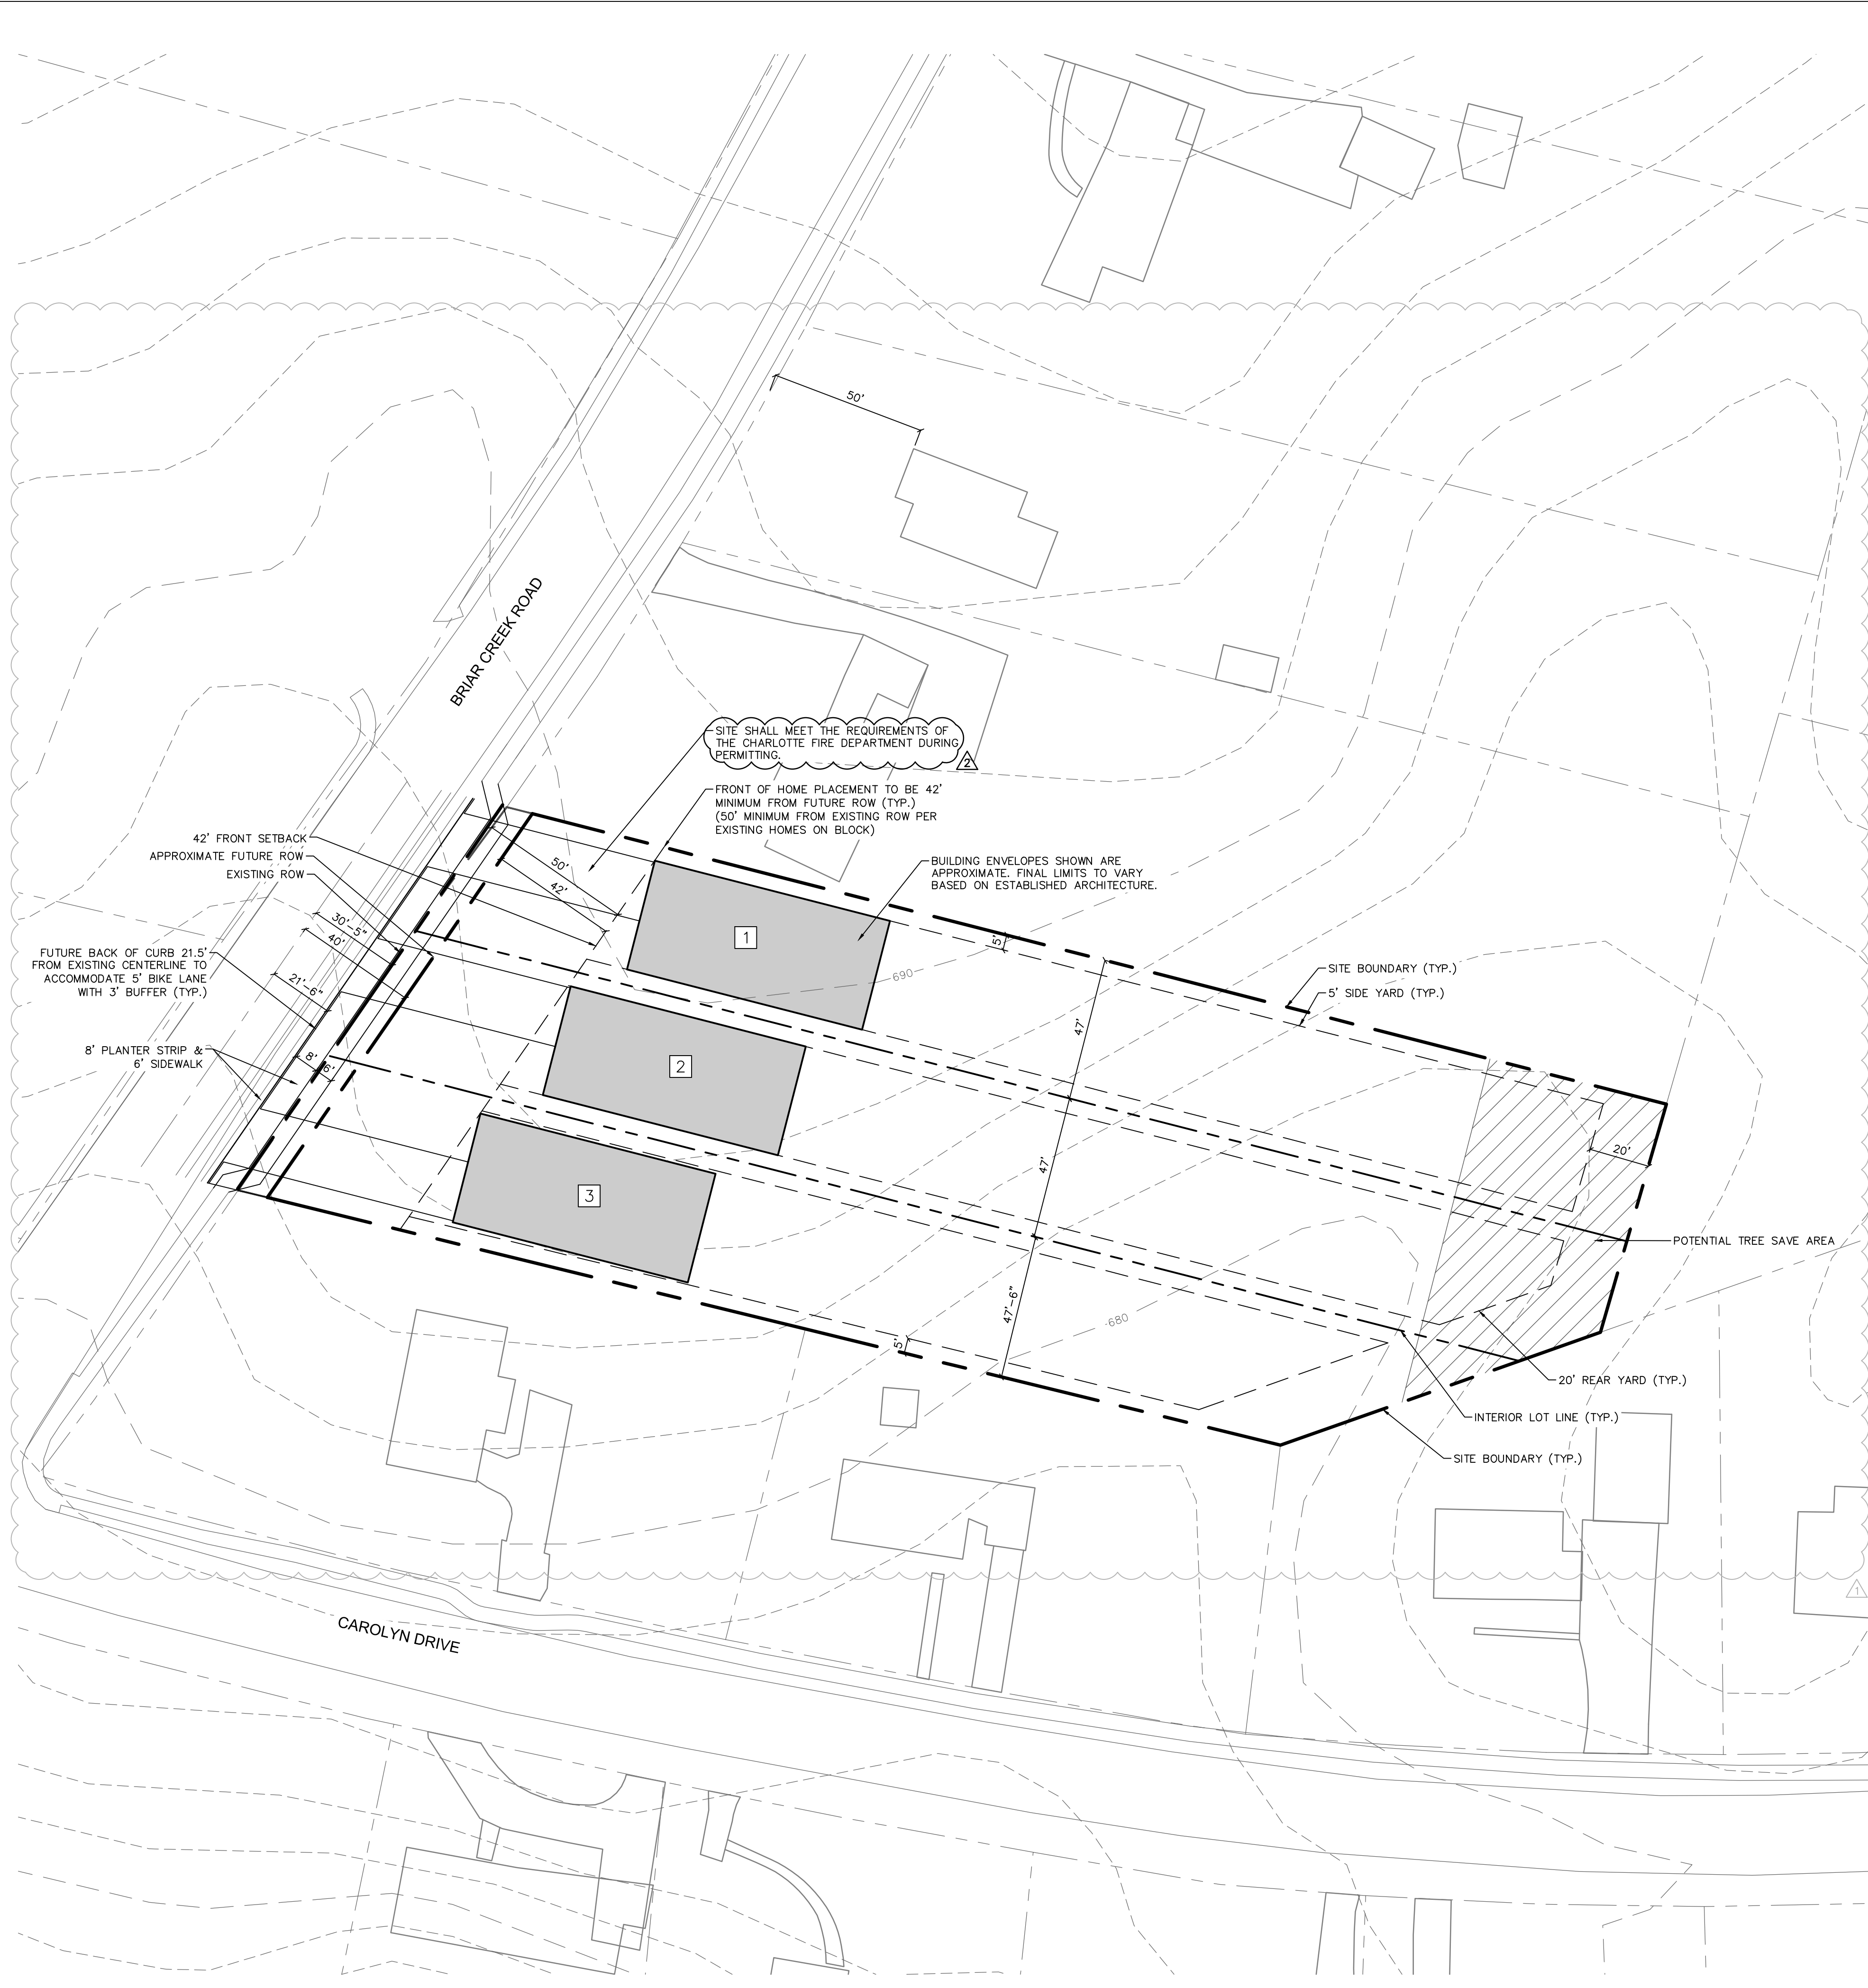 50'
BRIAR CREEK ROAD
SITE SHALL MEET THE REQUIREMENTS OF
THE CHARLOTTE FIRE DEPARTMENT DURING
PERMITTING.
2
FRONT OF HOME PLACEMENT TO BE 42'
MINIMUM FROM FUTURE ROW (TYP.)
(50' MINIMUM FROM EXISTING ROW PER
EXISTING HOMES ON BLOCK)
42' FRONT SETBACK
APPROXIMATE FUTURE ROW
EXISTING ROW
50'
42'
BUILDING ENVELOPES SHOWN ARE
APPROXIMATE. FINAL LIMITS TO VARY
BASED ON ESTABLISHED ARCHITECTURE.
30'-5"
40'
1
5'
FUTURE BACK OF CURB 21.5'
FROM EXISTING CENTERLINE TO
ACCOMMODATE 5' BIKE LANE
WITH 3' BUFFER (TYP.)
21'-6"
690
SITE BOUNDARY (TYP.)
5' SIDE YARD (TYP.)
47'
8' PLANTER STRIP &
6' SIDEWALK
8'
6'
2
47'
20'
3
POTENTIAL TREE SAVE AREA
47'-6"
680
5'
20' REAR YARD (TYP.)
INTERIOR LOT LINE (TYP.)
SITE BOUNDARY (TYP.)
1
CAROLYN DRIVE